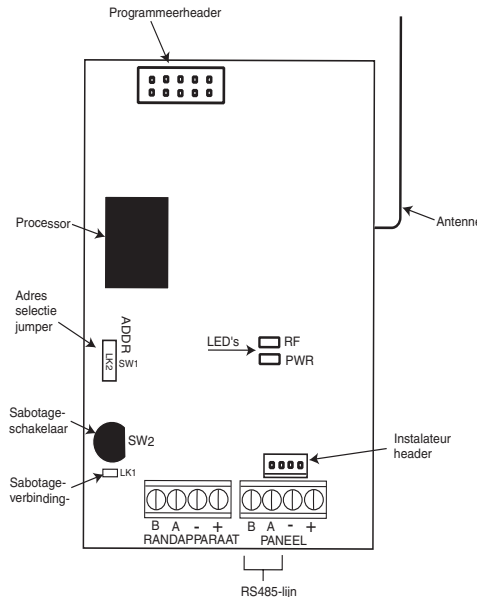 Programmeerheader
Processor
Antenne
Adres
selectie
jumper
ADDR
LK2
SW1
LED's
RF
PWR
Sabotage-
schakelaar
SW2
Instalateur
header
Sabotage-
verbinding-
LK1
B A - + B A - +
RANDAPPARAAT PANEEL
RS485-lijn